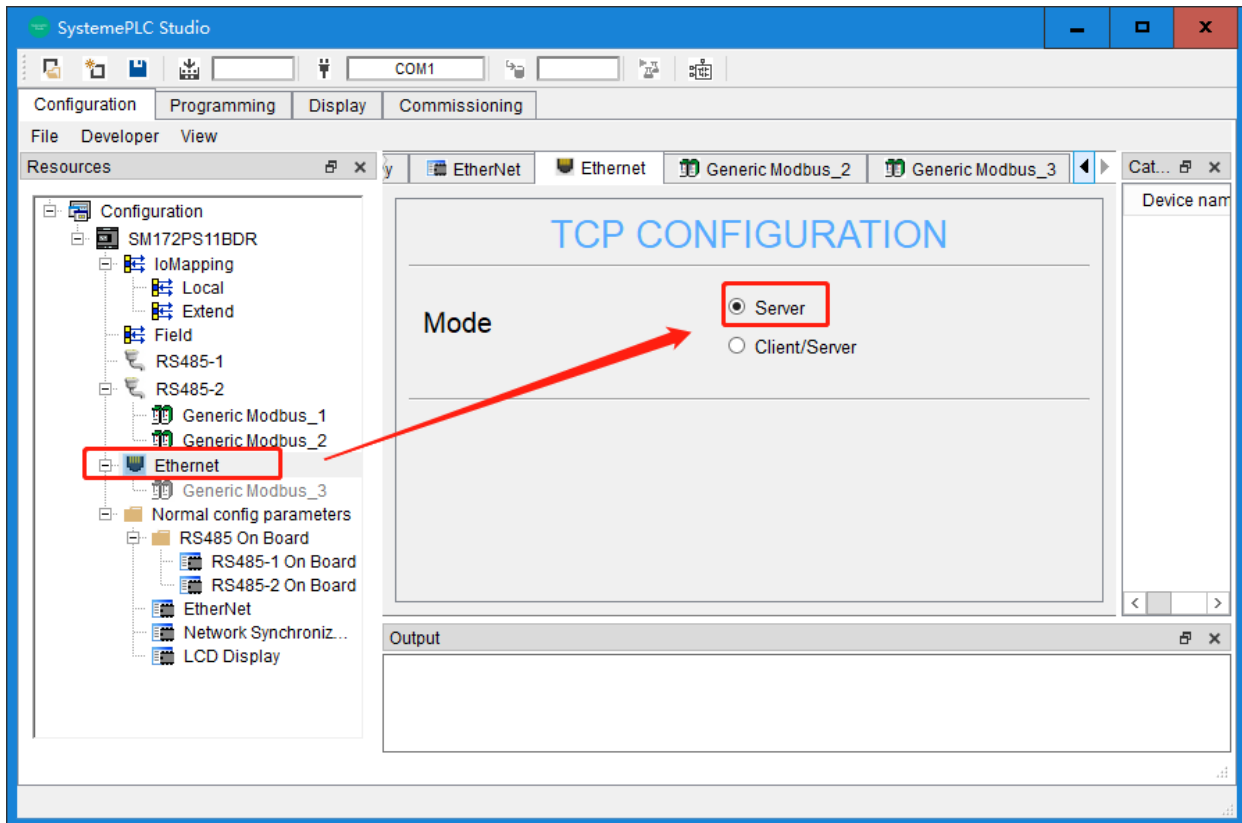 SystemePLC Studio
COM1
Configuration Programming Display Commissioning
File Developer View
Resources
Configuration
SM172PS11BDR
IoMapping
Local
Extend
Field
RS485-1
RS485-2
Generic Modbus_1
Generic Modbus_2
Ethernet
Generic Modbus_3
Normal config parameters
RS485 On Board
RS485-1 On Board
RS485-2 On Board
EtherNet
Network Synchroniz...
LCD Display
y EtherNet Ethernet Generic Modbus_2 Generic Modbus_3
TCP CONFIGURATION
Mode
Server
Client/Server
Cat...
Device nam
Output